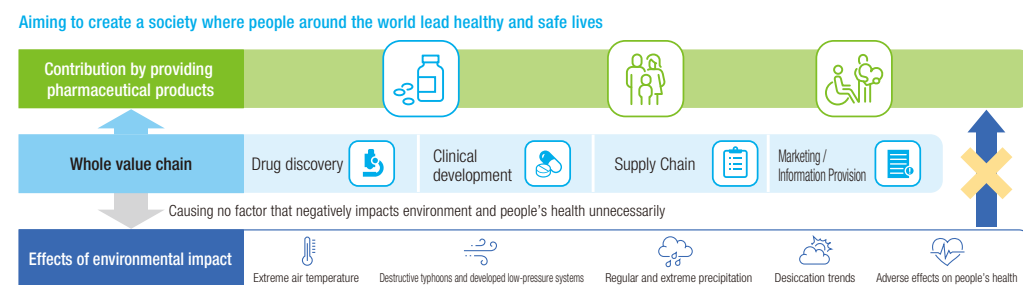 Aiming to create a society where people around the world lead healthy and safe lives
Contribution by providing
pharmaceutical products
Whole value chain
Drug discovery
Clinical
development
Supply Chain
Marketing /
Information Provision
Causing no factor that negatively impacts environment and people's health unnecessarily
Effects of environmental impact
Extreme air temperature
Destructive typhoons and developed low-pressure systems
Regular and extreme precipitation
Desiccation trends
Adverse effects on people's health